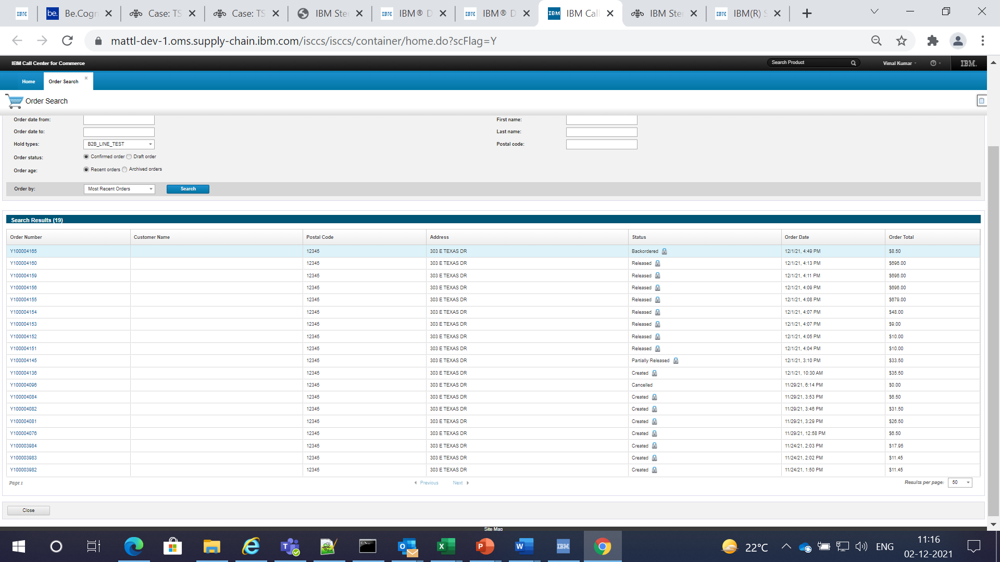 be. Be.Cogn Case: TS Case: TS IBM Ster IBM® D IBM® D IBM IBM Call IBM Ster IBM(R) S
mattl-dev-1.oms.supply-chain.ibm.com/isccs/isccs/container/home.do?scFlag=Y
IBM Call Center for Commerce Search Product Vimal Kumar IBM.
Home Order Search
Order Search
Order date from: First name:
Order date to: Last name:
Hold types: B2B_LINE_TEST Postal code:
Order status: Confirmed order Draft order
Order age: Recent orders Archived orders
Order by: Most Recent Orders Search
Search Results (19)
Order Number Customer Name Postal Code Address Status Order Date Order Total
Y100004165 12345 303 E TEXAS DR Backordered 12/1/21, 4:49 PM $8.50
Y100004160 12345 303 E TEXAS DR Released 12/1/21, 4:13 PM $696.00
Y100004159 12345 303 E TEXAS DR Released 12/1/21, 4:11 PM $696.00
Y100004156 12345 303 E TEXAS DR Released 12/1/21, 4:09 PM $696.00
Y100004155 12345 303 E TEXAS DR Released 12/1/21, 4:08 PM $679.00
Y100004154 12345 303 E TEXAS DR Released 12/1/21, 4:07 PM $48.00
Y100004153 12345 303 E TEXAS DR Released 12/1/21, 4:07 PM $9.00
Y100004152 12345 303 E TEXAS DR Released 12/1/21, 4:05 PM $10.00
Y100004151 12345 303 E TEXAS DR Released 12/1/21, 4:04 PM $10.00
Y100004145 12345 303 E TEXAS DR Partially Released 12/1/21, 3:10 PM $33.50
Y100004136 12345 303 E TEXAS DR Created 12/1/21, 10:30 AM $35.50
Y100004096 12345 303 E TEXAS DR Cancelled 11/29/21, 6:14 PM $0.00
Y100004084 12345 303 E TEXAS DR Created 11/29/21, 3:53 PM $6.50
Y100004082 12345 303 E TEXAS DR Created 11/29/21, 3:46 PM $31.50
Y100004081 12345 303 E TEXAS DR Created 11/29/21, 3:29 PM $26.50
Y100004076 12345 303 E TEXAS DR Created 11/29/21, 12:58 PM $6.50
Y100003984 12345 303 E TEXAS DR Created 11/24/21, 2:03 PM $17.95
Y100003983 12345 303 E TEXAS DR Created 11/24/21, 2:02 PM $11.45
Y100003982 12345 303 E TEXAS DR Created 11/24/21, 1:50 PM $11.45
Page 1 Previous Next Results per page: 50
Close
Site Map
22°C ENG 11:16
02-12-2021